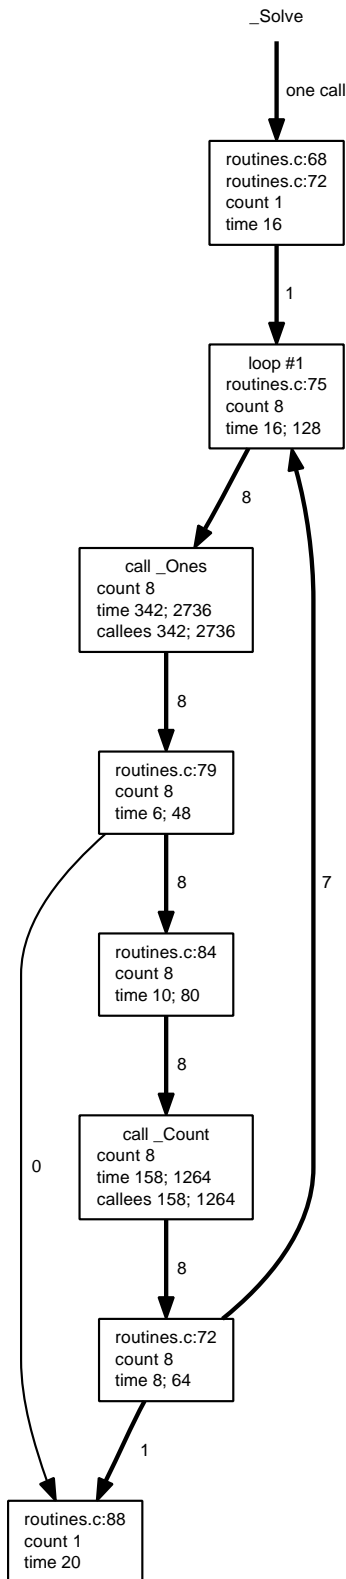 _Solve
one call
routines.c:68
routines.c:72
count 1
time 16
1
loop #1
routines.c:75
count 8
time 16; 128
8
call _Ones
count 8
time 342; 2736
callees 342; 2736
8
routines.c:79
count 8
time 6; 48
8
7
routines.c:84
count 8
time 10; 80
8
call _Count
count 8
time 158; 1264
callees 158; 1264
0
8
routines.c:72
count 8
time 8; 64
1
routines.c:88
count 1
time 20